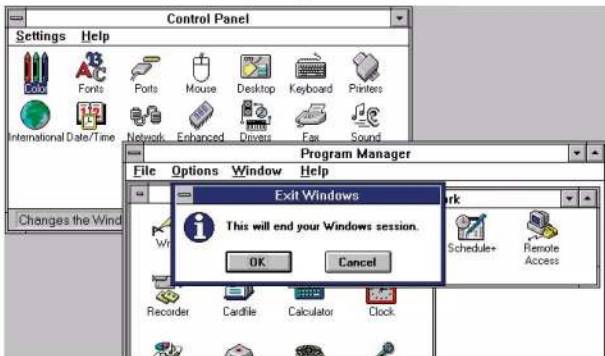 Control Panel
Settings Help
Color Fonts Ports Mouse Desktop Keyboard Printers
International Date/Time Network Enhanced Drivers Fax Sound
Changes the Wind
Program Manager
File Options Window Help
Exit Windows
This will end your Windows session.
OK Cancel
Schedule+ Remote Access
Recorder Cardfile Calculator Clock